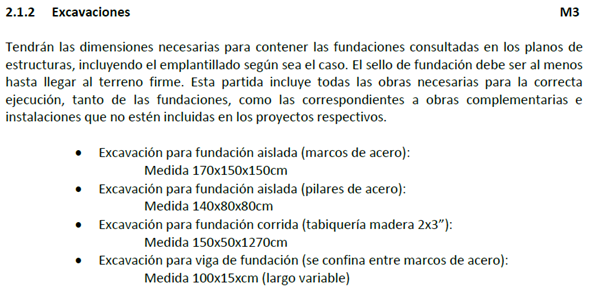 2.1.2 Excavaciones M3
Tendrán las dimensiones necesarias para contener las fundaciones consultadas en los planos de
estructuras, incluyendo el emplantillado según sea el caso. El sello de fundación debe ser al menos
hasta llegar al terreno firme. Esta partida incluye todas las obras necesarias para la correcta
ejecución, tanto de las fundaciones, como las correspondientes a obras complementarias e
instalaciones que no estén incluidas en los proyectos respectivos.
• Excavación para fundación aislada (marcos de acero):
Medida 170x150x150cm
• Excavación para fundación aislada (pilares de acero):
Medida 140x80x80cm
• Excavación para fundación corrida (tabiquería madera 2x3”):
Medida 150x50x1270cm
• Excavación para viga de fundación (se confina entre marcos de acero):
Medida 100x15xcm (largo variable)